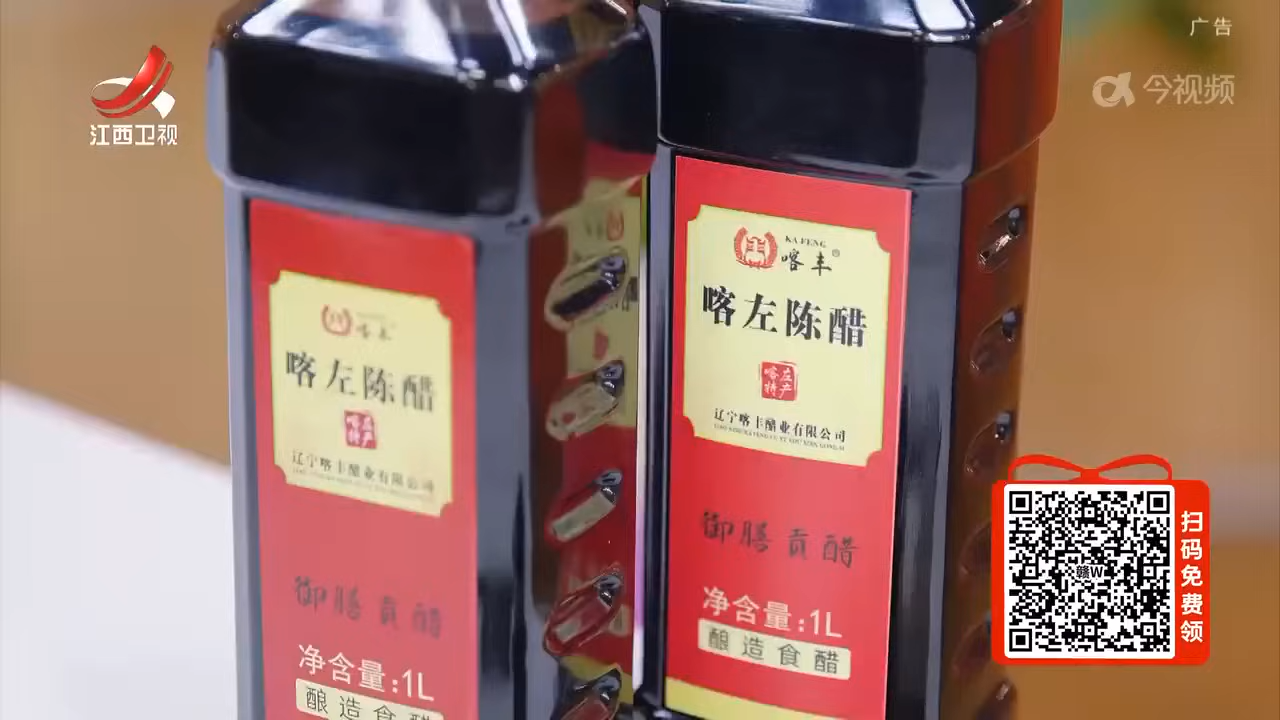 广告
江西卫视
今视频
KA FENG
喀丰
喀左陈醋
喀左
特产
辽宁喀丰醋业有限公司
御膳贡醋
净含量:1L
酿造食醋
喀丰
喀左陈醋
喀左
特产
辽宁喀丰醋业有限公司
御膳贡醋
净含量:1L
酿造食醋
赣W
扫码免费领